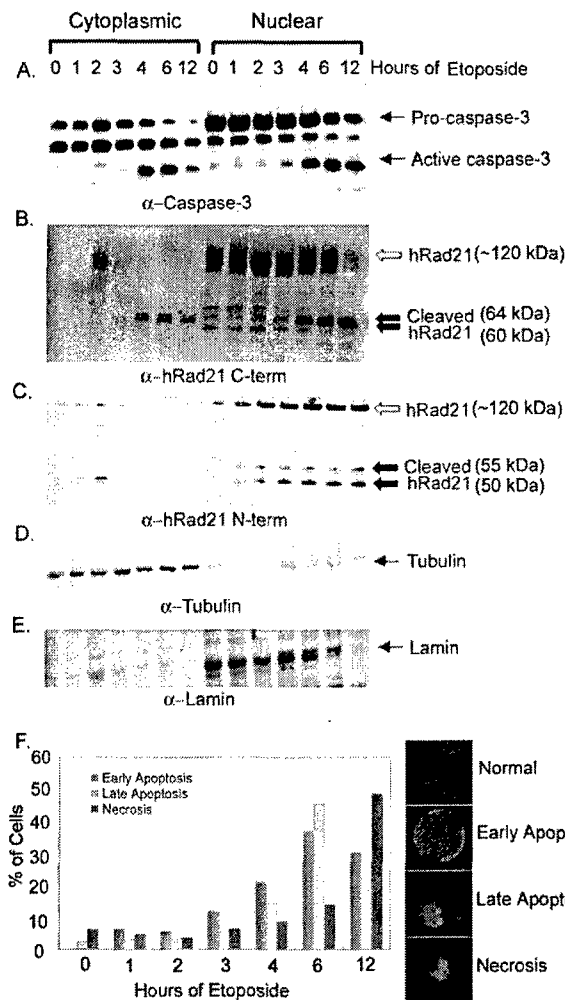 Cytoplasmic Nuclear
A. 0 1 2 3 4 6 12 0 1 2 3 4 6 12 Hours of Etoposide
Pro-caspase-3
Active caspase-3
α-Caspase-3
B.
hRad21 (~120 kDa)
Cleaved (64 kDa)
hRad21 (60 kDa)
α-hRad21 C-term
C.
hRad21 (~120 kDa)
Cleaved (55 kDa)
hRad21 (50 kDa)
α-hRad21 N-term
D.
Tubulin
α-Tubulin
E.
Lamin
α-Lamin
F.
60
50
40
30
20
10
0
% of Cells
Early Apoptosis
Late Apoptosis
Necrosis
0 1 2 3 4 6 12
Hours of Etoposide
Normal
Early Apop
Late Apopt
Necrosis